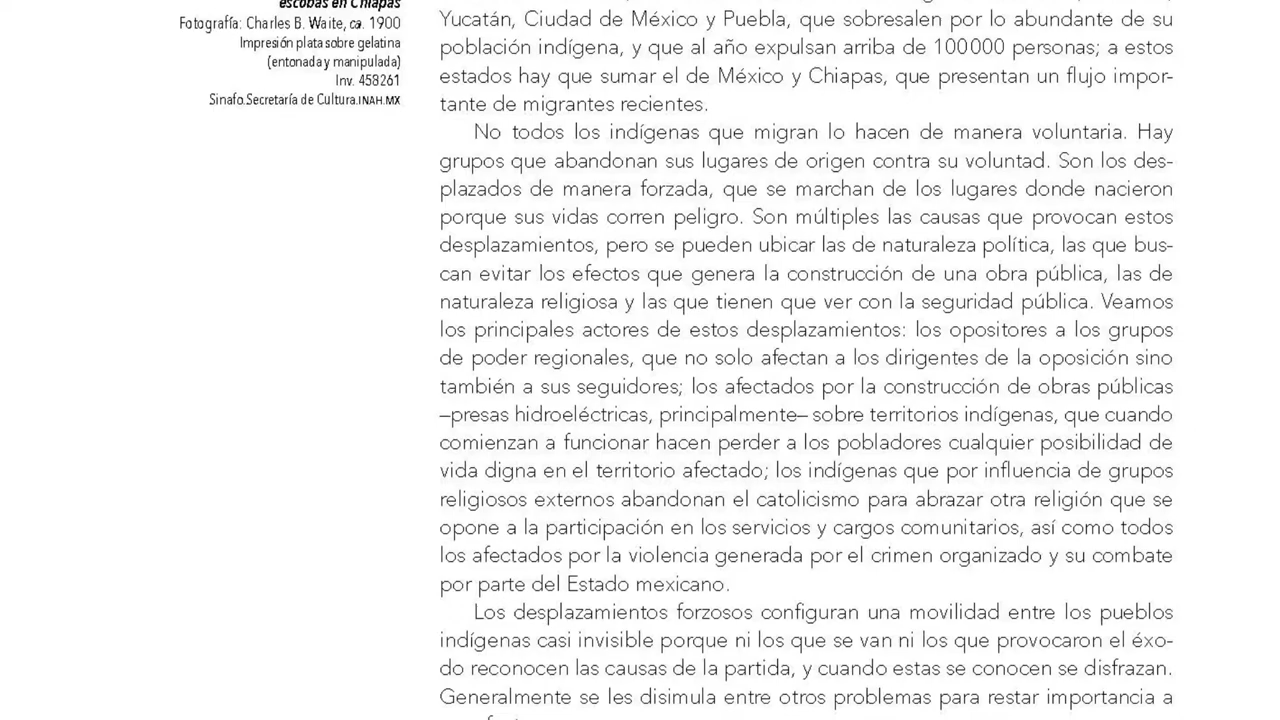 escobas en Chiapas
Fotografía: Charles B. Waite, ca. 1900
Impresión plata sobre gelatina
(entonada y manipulada)
Inv. 458261
Sinafo.Secretaría de Cultura.INAH.MX
Yucatán, Ciudad de México y Puebla, que sobresalen por lo abundante de su
población indígena, y que al año expulsan arriba de 100 000 personas; a estos
estados hay que sumar el de México y Chiapas, que presentan un flujo impor-
tante de migrantes recientes.
No todos los indígenas que migran lo hacen de manera voluntaria. Hay
grupos que abandonan sus lugares de origen contra su voluntad. Son los des-
plazados de manera forzada, que se marchan de los lugares donde nacieron
porque sus vidas corren peligro. Son múltiples las causas que provocan estos
desplazamientos, pero se pueden ubicar las de naturaleza política, las que bus-
can evitar los efectos que genera la construcción de una obra pública, las de
naturaleza religiosa y las que tienen que ver con la seguridad pública. Veamos
los principales actores de estos desplazamientos: los opositores a los grupos
de poder regionales, que no solo afectan a los dirigentes de la oposición sino
también a sus seguidores; los afectados por la construcción de obras públicas
–presas hidroeléctricas, principalmente– sobre territorios indígenas, que cuando
comienzan a funcionar hacen perder a los pobladores cualquier posibilidad de
vida digna en el territorio afectado; los indígenas que por influencia de grupos
religiosos externos abandonan el catolicismo para abrazar otra religión que se
opone a la participación en los servicios y cargos comunitarios, así como todos
los afectados por la violencia generada por el crimen organizado y su combate
por parte del Estado mexicano.
Los desplazamientos forzosos configuran una movilidad entre los pueblos
indígenas casi invisible porque ni los que se van ni los que provocaron el éxo-
do reconocen las causas de la partida, y cuando estas se conocen se disfrazan.
Generalmente se les disimula entre otros problemas para restar importancia a